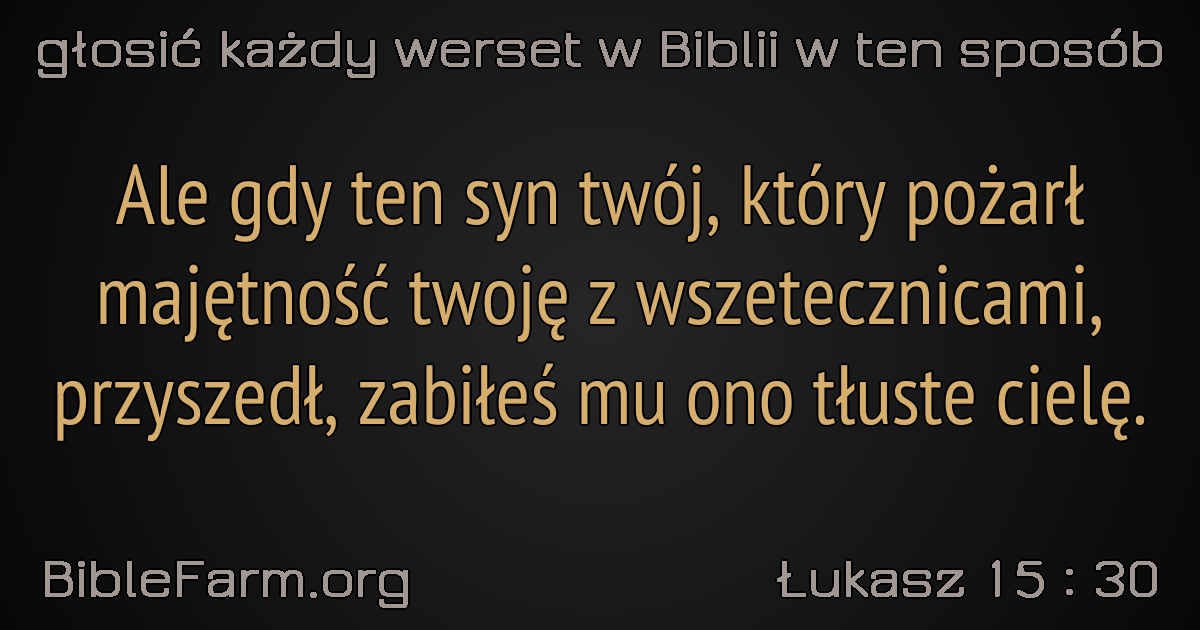 głosić każdy werset w Biblii w ten sposób
Ale gdy ten syn twój, który pożarł
majętność twoję z wszetecznicami,
przyszedł, zabiłeś mu ono tłuste cielę.
BibleFarm.org
Łukasz 15 : 30